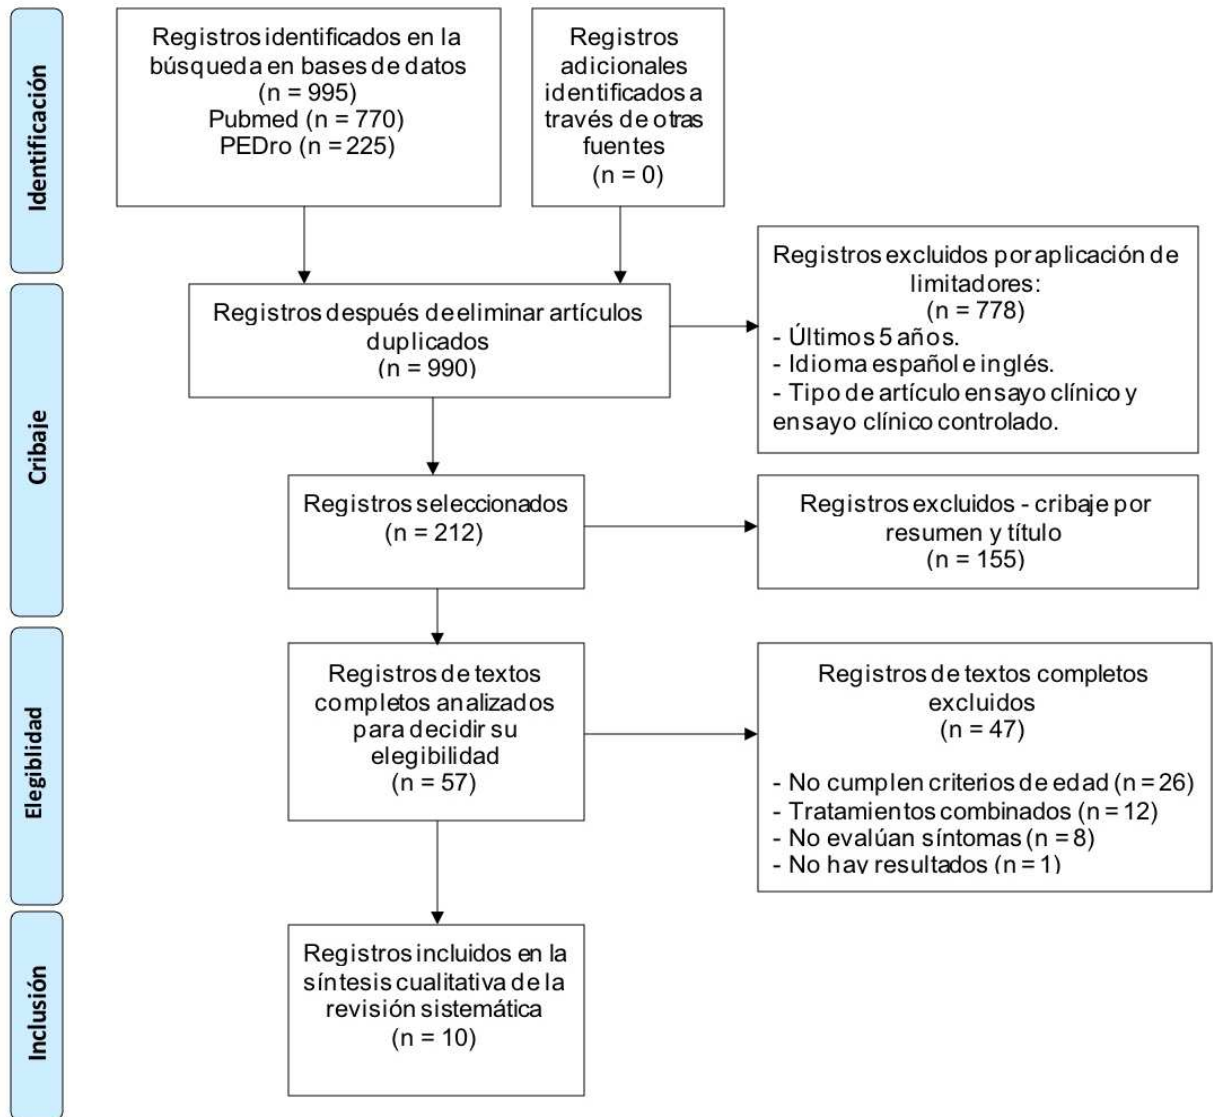 Identificación
Registros identificados en la
búsqueda en bases de datos
(n = 995)
Pubmed (n = 770)
PEDro (n = 225)
Registros
adicionales
identificados a
través de otras
fuentes
(n = 0)
Cribaje
Registros después de eliminar artículos
duplicados
(n = 990)
Registros excluidos por aplicación de
limitadores:
(n = 778)
- Últimos 5 años.
- Idioma español e inglés.
- Tipo de artículo ensayo clínico y
ensayo clínico controlado.
Registros seleccionados
(n = 212)
Registros excluidos - cribaje por
resumen y título
(n = 155)
Elegiblidad
Registros de textos
completos analizados
para decidir su
elegibilidad
(n = 57)
Registros de textos completos
excluidos
(n = 47)
- No cumplen criterios de edad (n = 26)
- Tratamientos combinados (n = 12)
- No evalúan síntomas (n = 8)
- No hay resultados (n = 1)
Inclusión
Registros incluidos en la
síntesis cualitativa de la
revisión sistemática
(n = 10)